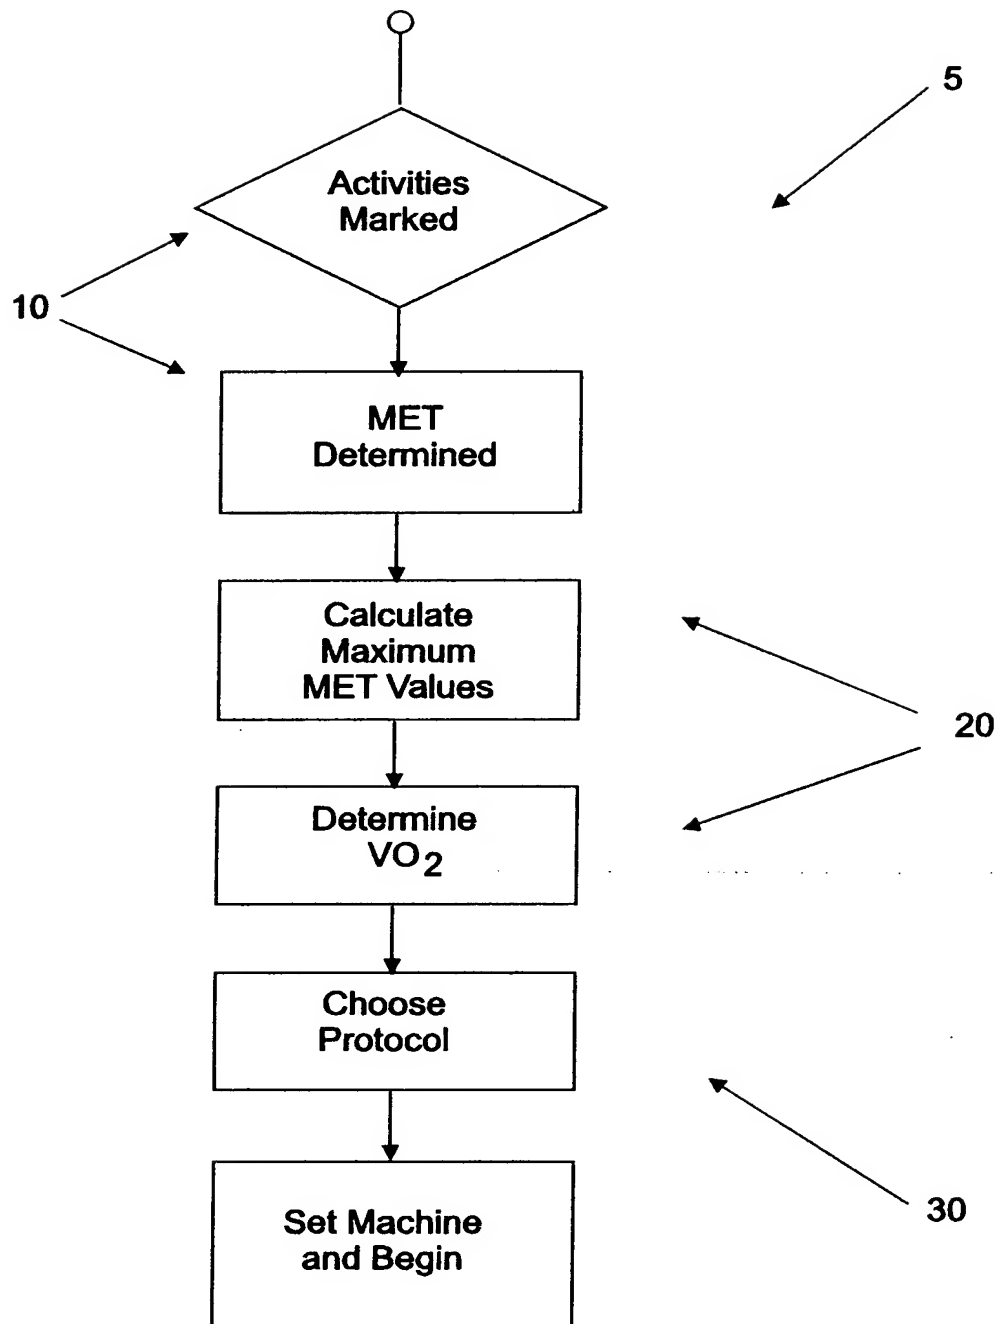 5
Activities
Marked
10
MET
Determined
Calculate
Maximum
MET Values
20
Determine
VO2
Choose
Protocol
30
Set Machine
and Begin